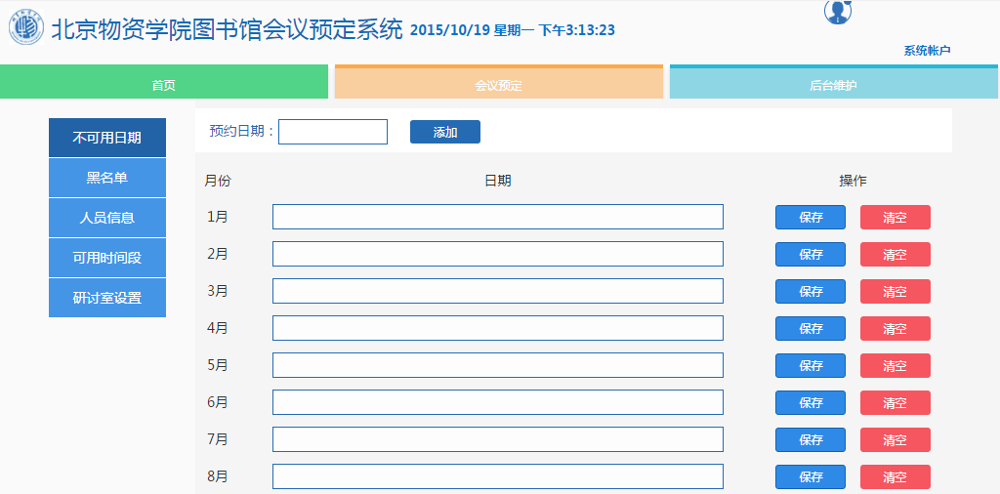 北京物资学院图书馆会议预定系统 2015/10/19 星期一 下午3:13:23
系统帐户
首页 会议预定 后台维护
不可用日期
黑名单
人员信息
可用时间段
研讨室设置
预约日期： 添加
月份 日期 操作
1月 保存 清空
2月 保存 清空
3月 保存 清空
4月 保存 清空
5月 保存 清空
6月 保存 清空
7月 保存 清空
8月 保存 清空